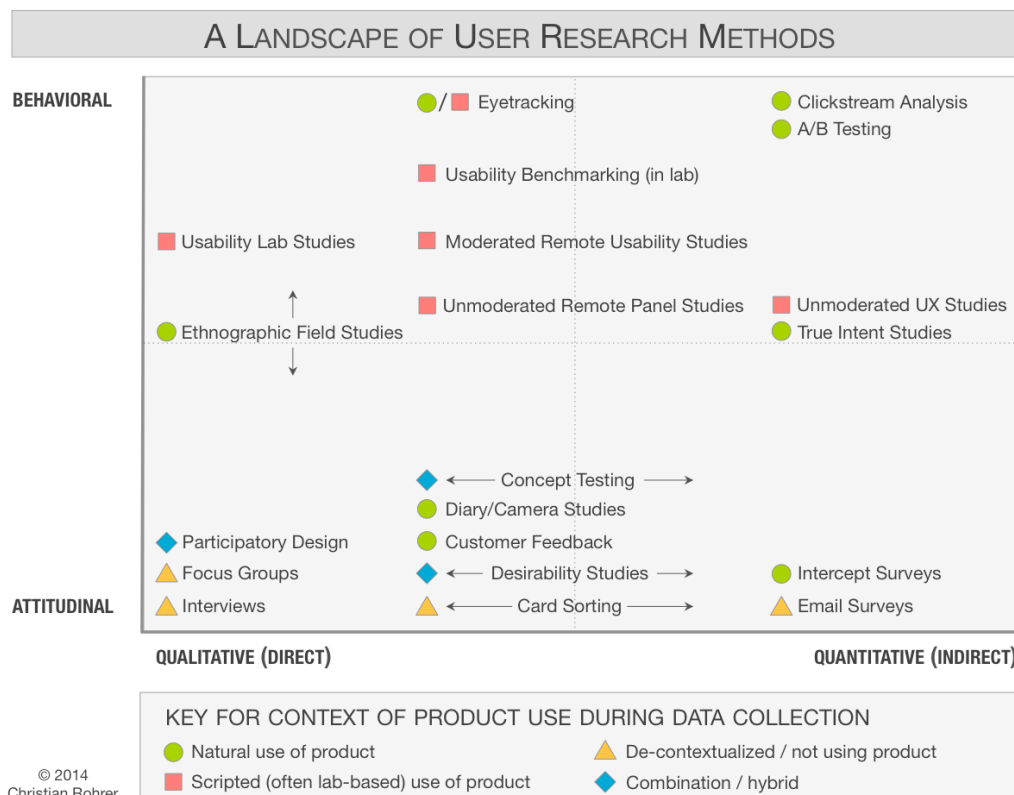 A Landscape of User Research Methods
BEHAVIORAL
/ Eyetracking
Clickstream Analysis
A/B Testing
Usability Benchmarking (in lab)
Usability Lab Studies
Moderated Remote Usability Studies
Unmoderated Remote Panel Studies
Unmoderated UX Studies
Ethnographic Field Studies
True Intent Studies
Concept Testing
Diary/Camera Studies
Participatory Design
Customer Feedback
Focus Groups
Desirability Studies
Intercept Surveys
ATTITUDINAL
Interviews
Card Sorting
Email Surveys
QUALITATIVE (DIRECT)
QUANTITATIVE (INDIRECT)
KEY FOR CONTEXT OF PRODUCT USE DURING DATA COLLECTION
Natural use of product
De-contextualized / not using product
Scripted (often lab-based) use of product
Combination / hybrid
© 2014
Christian Rohrer